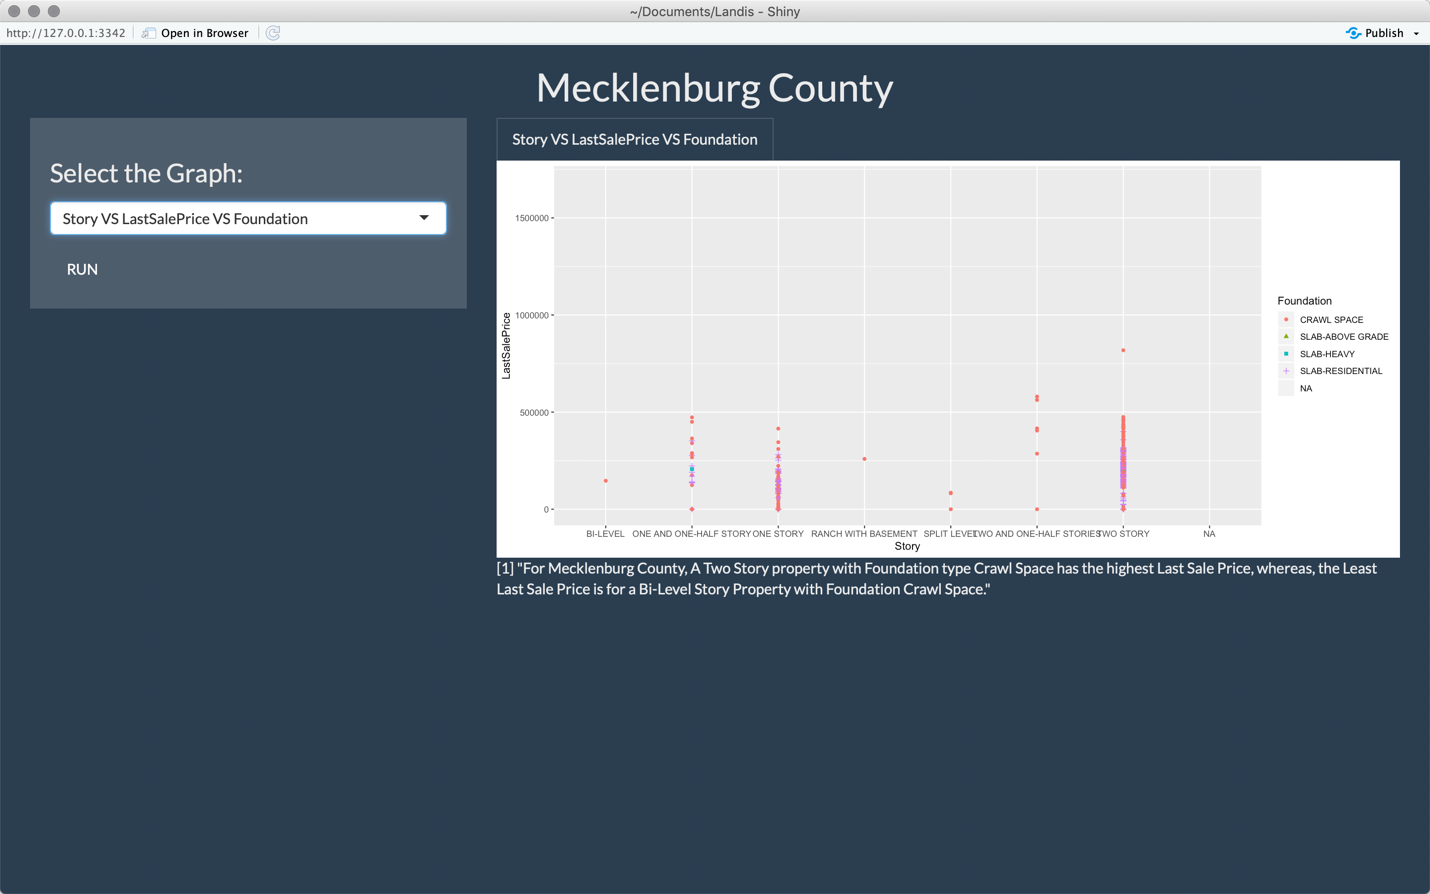 ~/Documents/Landis - Shiny
http://127.0.0.1:3342 Open in Browser Publish
Mecklenburg County
Select the Graph:
Story VS LastSalePrice VS Foundation
RUN
Story VS LastSalePrice VS Foundation
LastSalePrice
1500000
1000000
500000
0
BI-LEVEL ONE AND ONE-HALF STORY ONE STORY RANCH WITH BASEMENT SPLIT LEVEL TWO AND ONE-HALF STORIES TWO STORY NA
Story
Foundation
CRAWL SPACE
SLAB-ABOVE GRADE
SLAB-HEAVY
SLAB-RESIDENTIAL
NA
[1] "For Mecklenburg County, A Two Story property with Foundation type Crawl Space has the highest Last Sale Price, whereas, the Least
Last Sale Price is for a Bi-Level Story Property with Foundation Crawl Space."